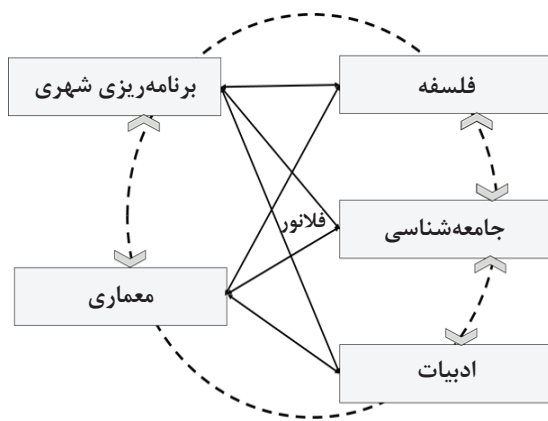 فلسفه
برنامه‌ریزی شهری
جامعه‌شناسی
فلانور
معماری
ادبیات